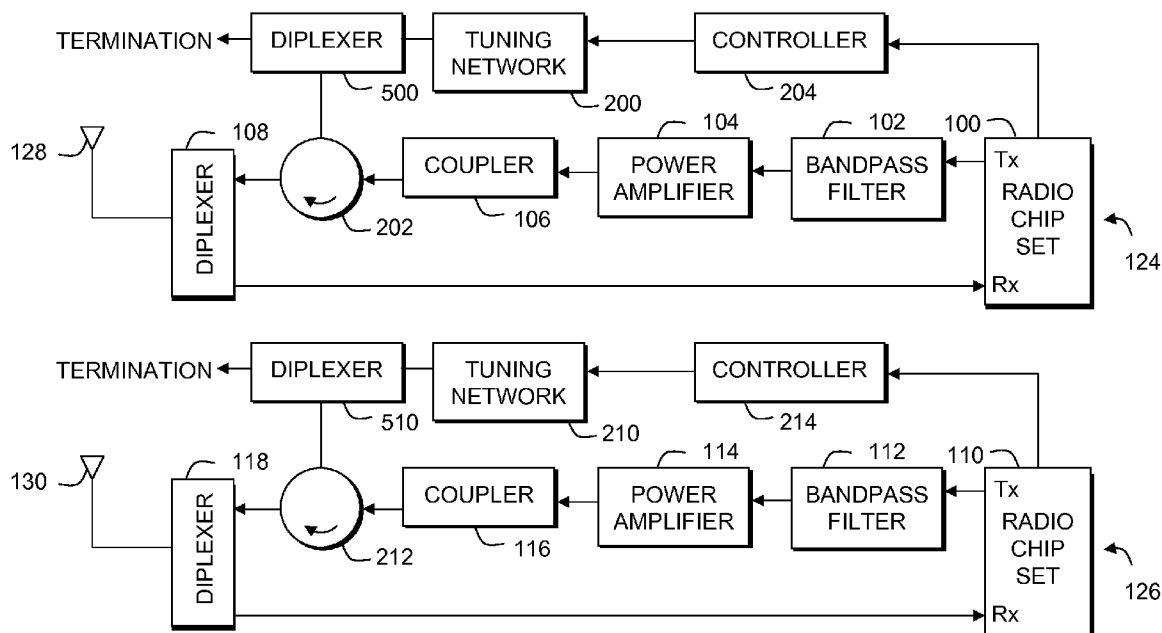 TERMINATION
DIPLEXER
500
TUNING
NETWORK
200
CONTROLLER
204
128
108
DIPLEXER
202
COUPLER
106
104
POWER
AMPLIFIER
102
BANDPASS
FILTER
100
Tx
RADIO
CHIP
SET
Rx
124
TERMINATION
DIPLEXER
510
TUNING
NETWORK
210
CONTROLLER
214
130
118
DIPLEXER
212
COUPLER
116
114
POWER
AMPLIFIER
112
BANDPASS
FILTER
110
Tx
RADIO
CHIP
SET
Rx
126